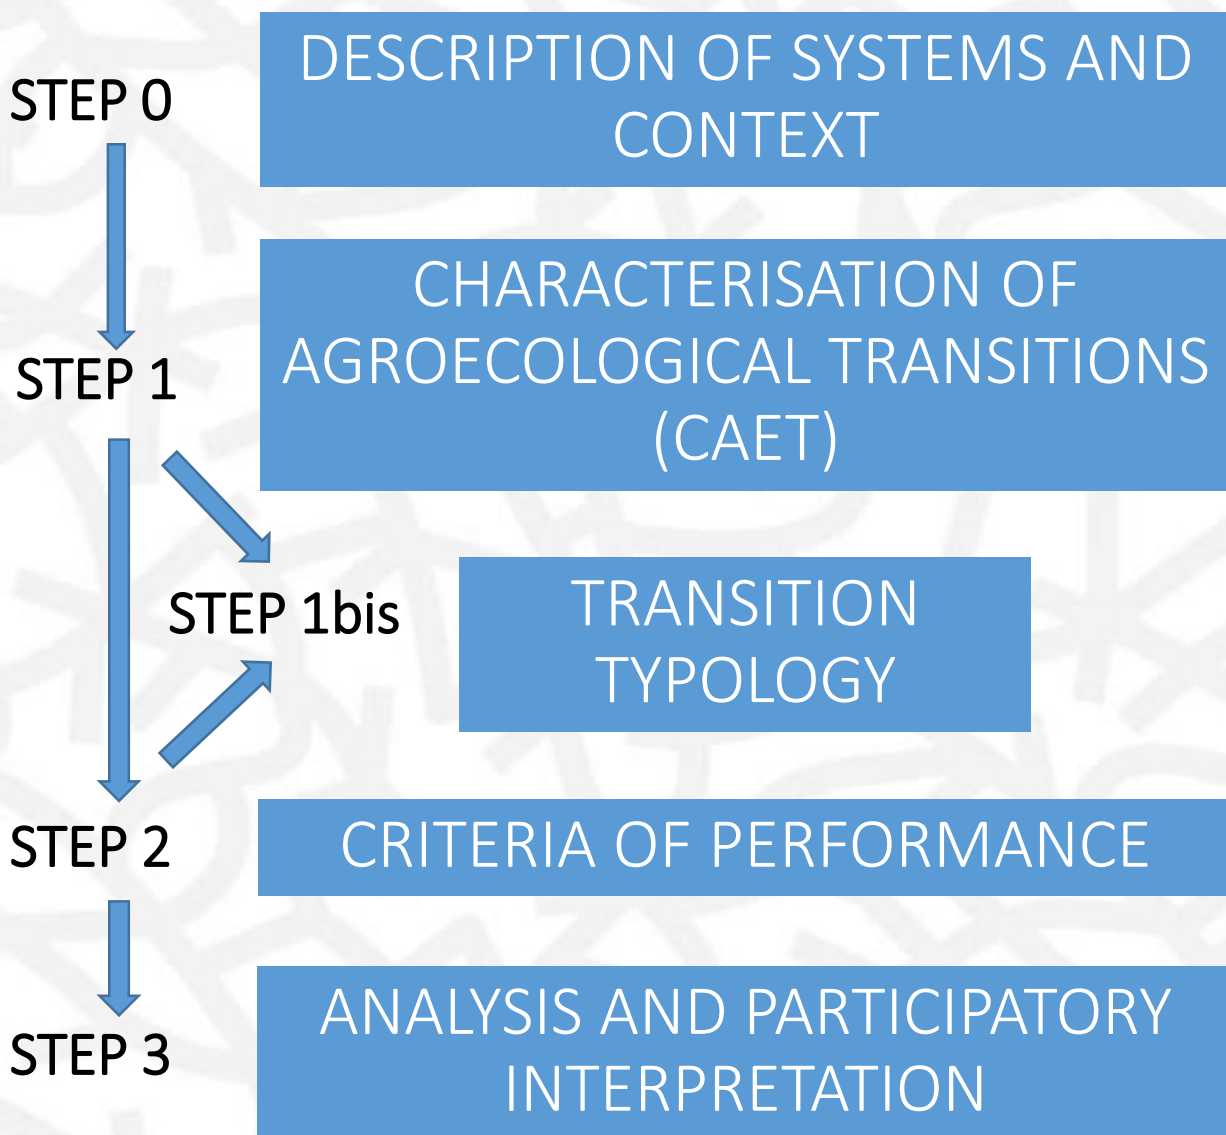 STEP 0
DESCRIPTION OF SYSTEMS AND
CONTEXT
STEP 1
CHARACTERISATION OF
AGROECOLOGICAL TRANSITIONS
(CAET)
STEP 1bis
TRANSITION
TYPOLOGY
STEP 2
CRITERIA OF PERFORMANCE
STEP 3
ANALYSIS AND PARTICIPATORY
INTERPRETATION